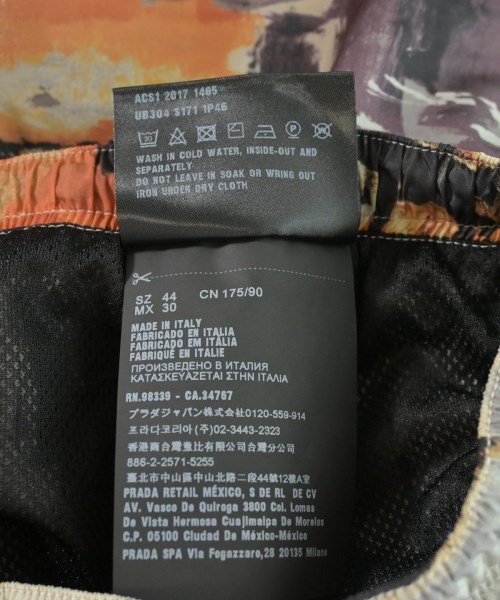 ACS1 2017 1465
UB304 S171 1P46
WASH IN COLD WATER, INSIDE-OUT AND
SEPARATELY
DO NOT LEAVE IN SOAK OR WRING OUT
IRON UNDER DRY CLOTH
SZ 44 CN 175/90
MX 30
MADE IN ITALY
FABRICADO EN ITALIA
FABRICADO EM ITÁLIA
FABRIQUÉ EN ITALIE
ПРОИЗВЕДЕНО В ИТАЛИЯ
ΚΑΤΑΣΚΕΥΑΖΕΤΑΙ ΣΤΗΝ ΙΤΑΛΙΑ
RN.98339 - CA.34767
プラダジャパン株式会社0120-559-914
프라다코리아 (주) 02-3443-2323
香港商台灣普比有限公司台灣分公司
886-2-2571-5255
臺北市中山區中山北路二段44號12樓A室
PRADA RETAIL MÉXICO, S DE RL DE CV
AV. Vasco De Quiroga 3800 Col. Lomas
De Vista Hermosa Cuajimalpa De Morelos
C.P. 05100 Ciudad De México-México
PRADA SPA Via Fogazzaro,28 20135 Milano